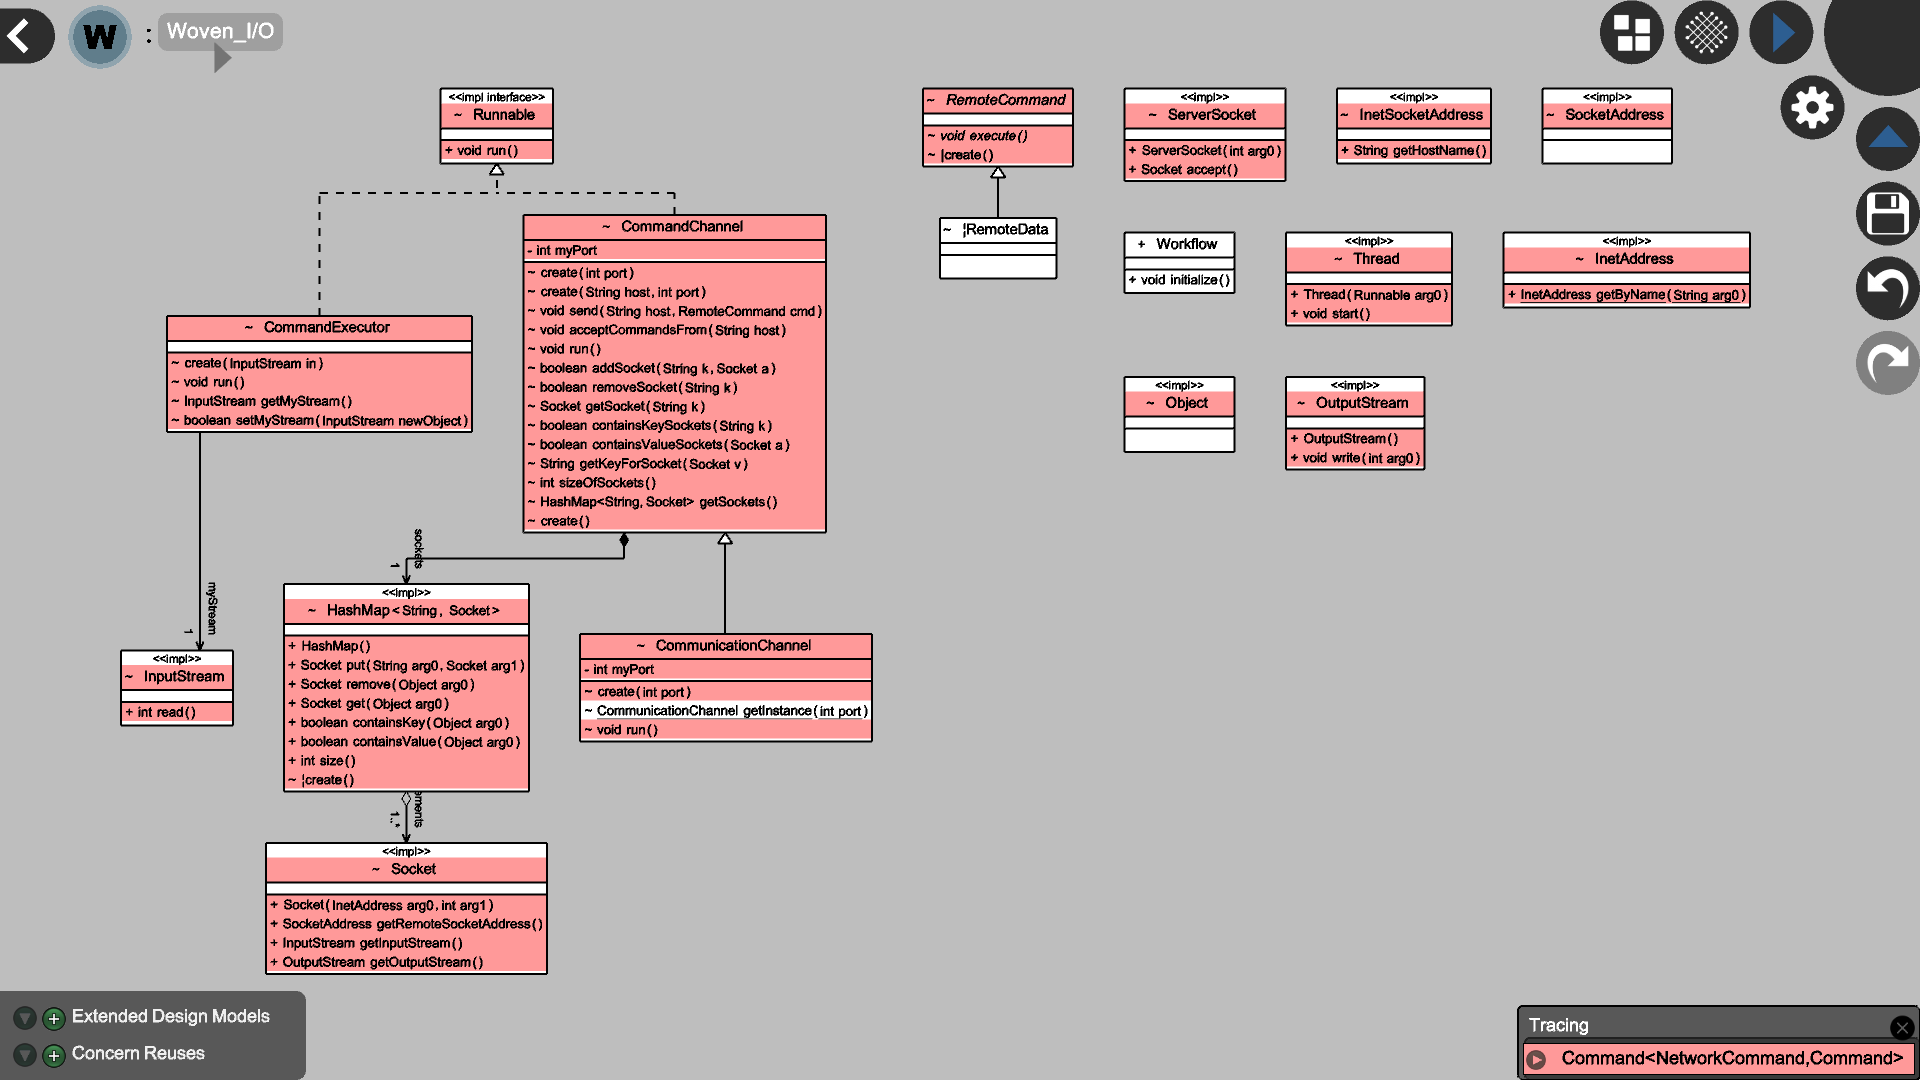 W : Woven_I/O
<<impl interface>>
~ Runnable
+ void run()
~ RemoteCommand
~ void execute()
~ |create()
<<impl>>
~ ServerSocket
+ ServerSocket(int arg0)
+ Socket accept()
<<impl>>
~ InetSocketAddress
+ String getHostName()
<<impl>>
~ SocketAddress
~ CommandChannel
- int myPort
~ create(int port)
~ create(String host, int port)
~ void send(String host, RemoteCommand cmd)
~ void acceptCommandsFrom(String host)
~ void run()
~ boolean addSocket(String k, Socket a)
~ boolean removeSocket(String k)
~ Socket getSocket(String k)
~ boolean containsKeySockets(String k)
~ boolean containsValueSockets(Socket a)
~ String getKeyForSocket(Socket v)
~ int sizeOfSockets()
~ HashMap<String, Socket> getSockets()
~ create()
~ ¦RemoteData
+ Workflow
+ void initialize()
<<impl>>
~ Thread
+ Thread(Runnable arg0)
+ void start()
<<impl>>
~ InetAddress
+ InetAddress getByName(String arg0)
~ CommandExecutor
~ create(InputStream in)
~ void run()
~ InputStream getMyStream()
~ boolean setMyStream(InputStream newObject)
<<impl>>
~ Object
<<impl>>
~ OutputStream
+ OutputStream()
+ void write(int arg0)
sockets
1
myStream
1
<<impl>>
~ HashMap<String, Socket>
+ HashMap()
+ Socket put(String arg0, Socket arg1)
+ Socket remove(Object arg0)
+ Socket get(Object arg0)
+ boolean containsKey(Object arg0)
+ boolean containsValue(Object arg0)
+ int size()
~ ¦create()
<<impl>>
~ InputStream
+ int read()
~ CommunicationChannel
- int myPort
~ create(int port)
~ CommunicationChannel getInstance(int port)
~ void run()
ements
1..*
<<impl>>
~ Socket
+ Socket(InetAddress arg0, int arg1)
+ SocketAddress getRemoteSocketAddress()
+ InputStream getInputStream()
+ OutputStream getOutputStream()
Extended Design Models
Concern Reuses
Tracing
Command<NetworkCommand,Command>